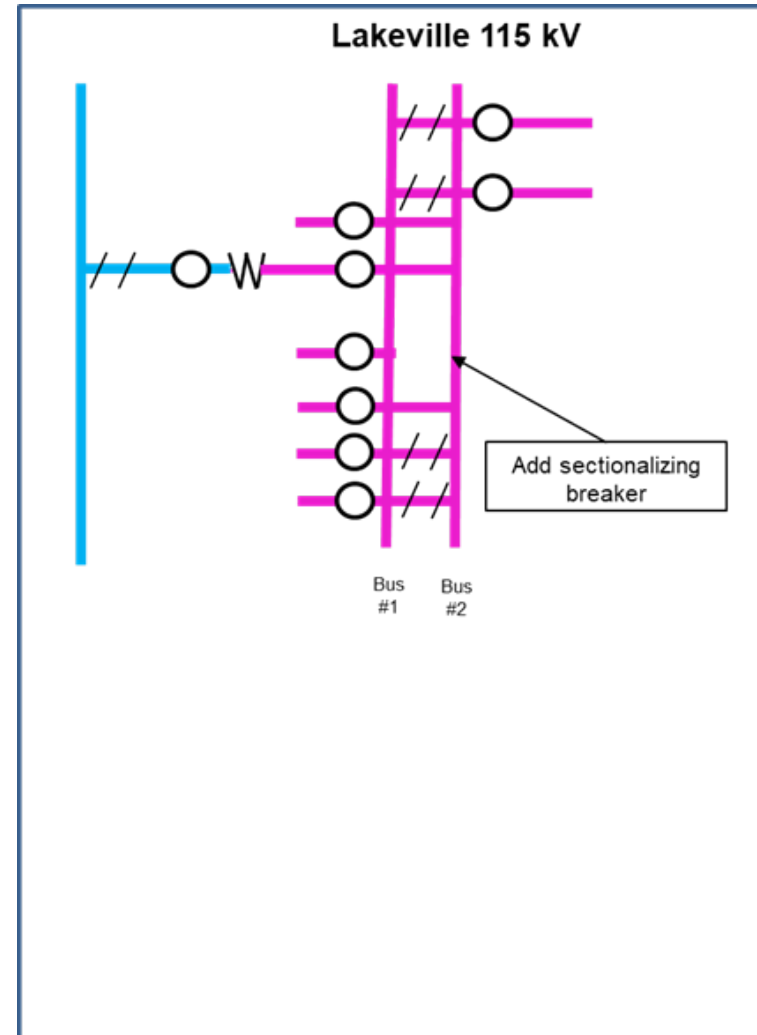 Lakeville 115 kV
Add sectionalizing
breaker
Bus
#1
Bus
#2